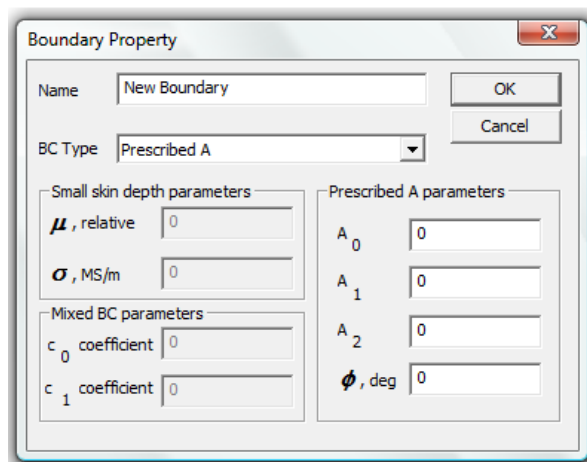 Boundary Property
Name New Boundary OK
Cancel
BC Type Prescribed A
Small skin depth parameters
μ, relative 0
σ, MS/m 0
Mixed BC parameters
c 0 coefficient 0
c 1 coefficient 0
Prescribed A parameters
A 0 0
A 1 0
A 2 0
ϕ, deg 0